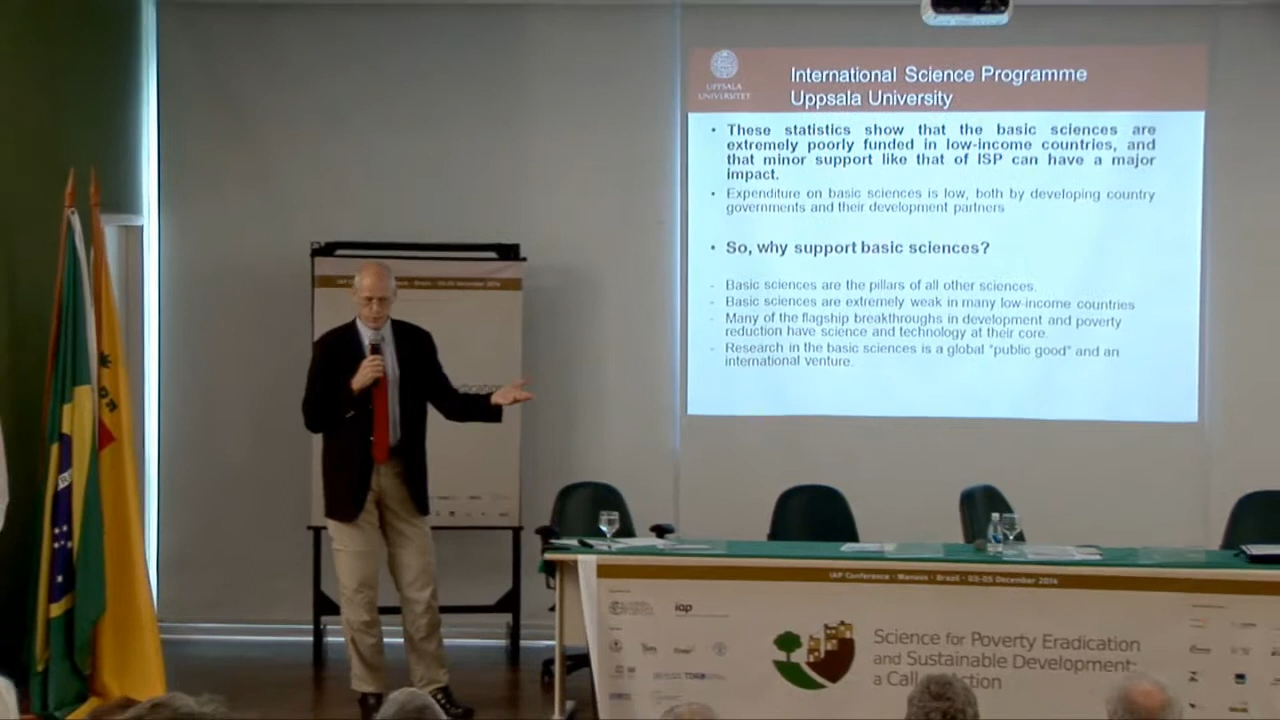 UPPSALA
UNIVERSITET
International Science Programme
Uppsala University
• These statistics show that the basic sciences are
extremely poorly funded in low-income countries, and
that minor support like that of ISP can have a major
impact.
• Expenditure on basic sciences is low, both by developing country
governments and their development partners
• So, why support basic sciences?
- Basic sciences are the pillars of all other sciences.
- Basic sciences are extremely weak in many low-income countries
- Many of the flagship breakthroughs in development and poverty
reduction have science and technology at their core.
- Research in the basic sciences is a global "public good" and an
international venture.
IAP Conference · Manaus · Brazil · 03-05 December 2014
iap
Science for Poverty Eradication
and Sustainable Development:
a Call Action